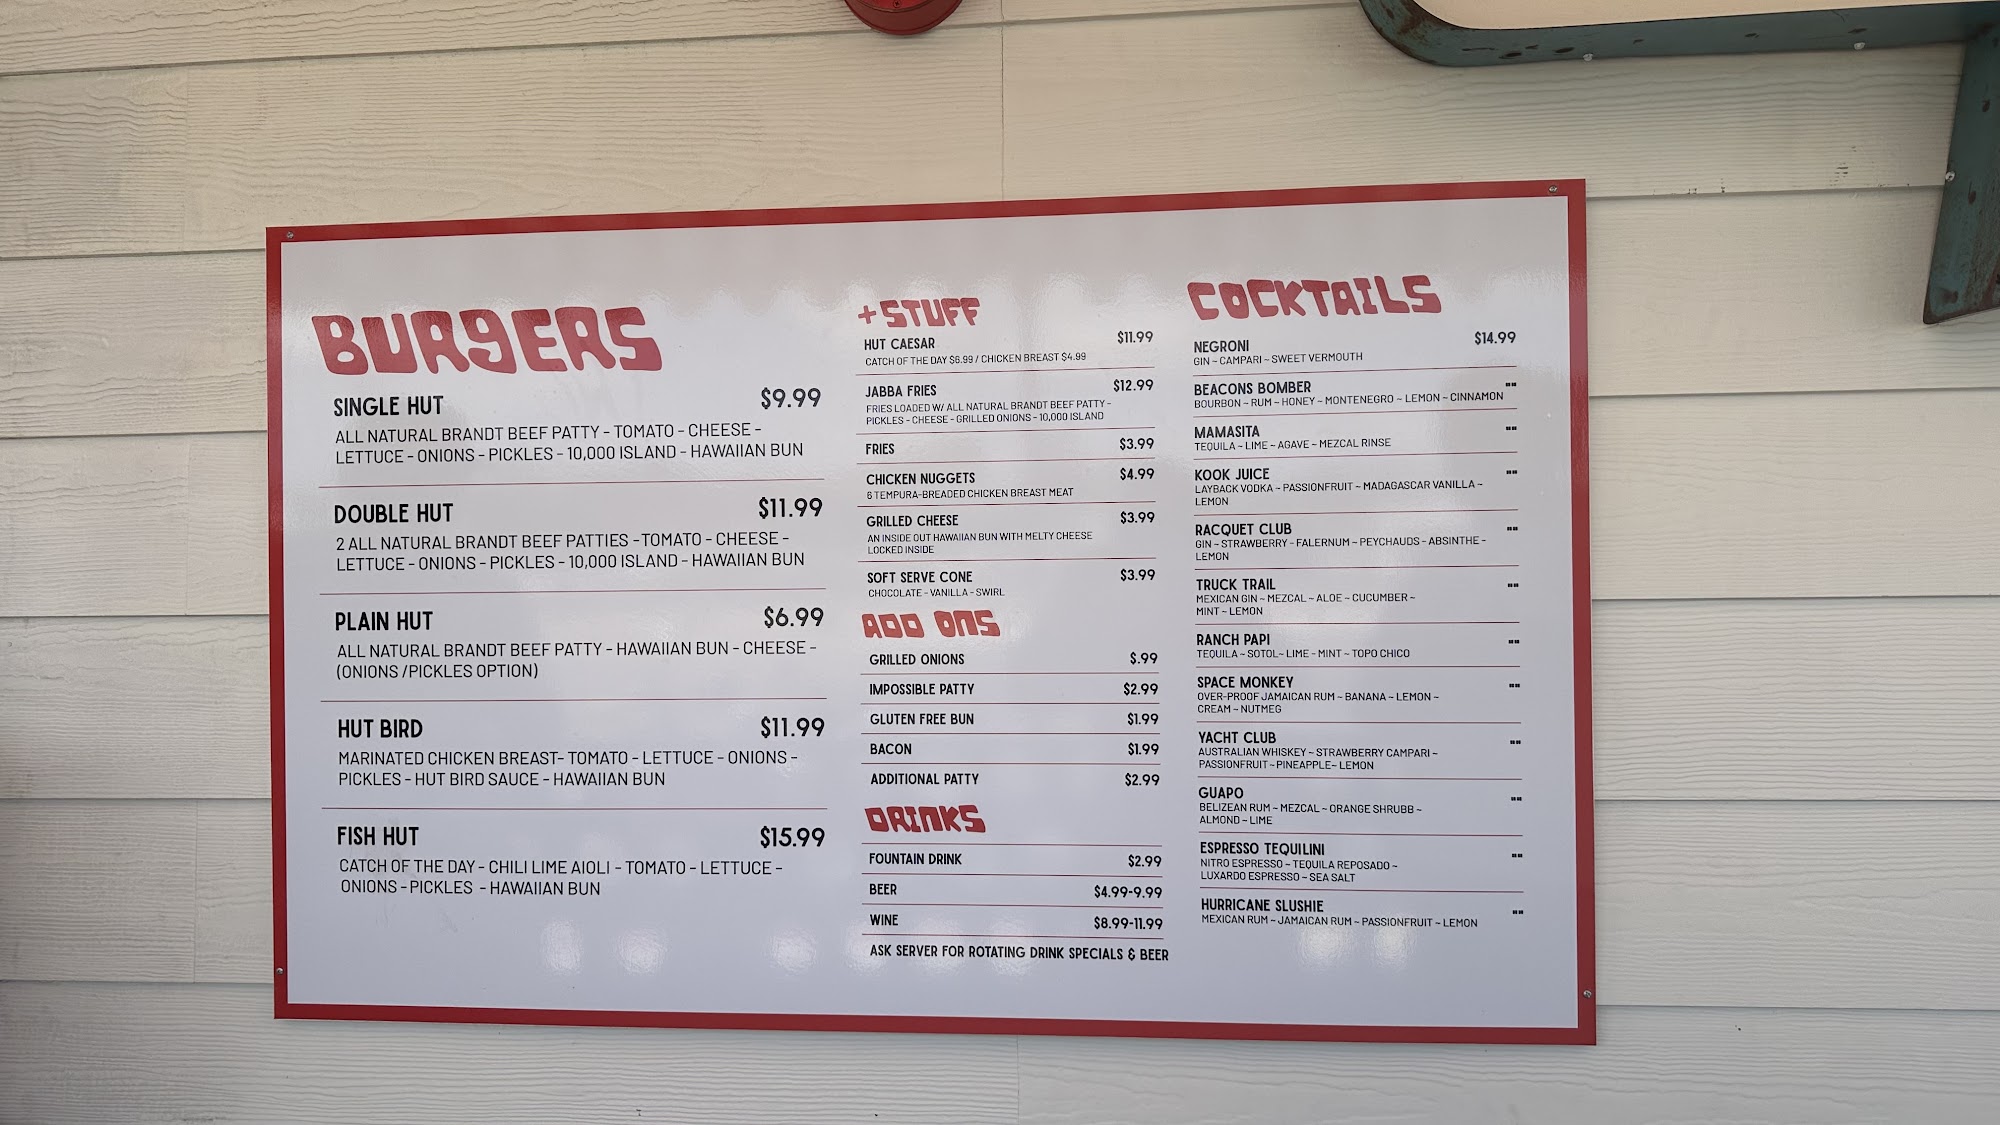 BURGERS
SINGLE HUT $9.99
ALL NATURAL BRANDT BEEF PATTY - TOMATO - CHEESE -
LETTUCE - ONIONS - PICKLES - 10,000 ISLAND - HAWAIIAN BUN
DOUBLE HUT $11.99
2 ALL NATURAL BRANDT BEEF PATTIES -TOMATO - CHEESE -
LETTUCE - ONIONS - PICKLES - 10,000 ISLAND - HAWAIIAN BUN
PLAIN HUT $6.99
ALL NATURAL BRANDT BEEF PATTY - HAWAIIAN BUN - CHEESE -
(ONIONS /PICKLES OPTION)
HUT BIRD $11.99
MARINATED CHICKEN BREAST- TOMATO - LETTUCE - ONIONS -
PICKLES - HUT BIRD SAUCE - HAWAIIAN BUN
FISH HUT $15.99
CATCH OF THE DAY - CHILI LIME AIOLI - TOMATO - LETTUCE -
ONIONS - PICKLES - HAWAIIAN BUN
+STUFF
HUT CAESAR $11.99
CATCH OF THE DAY $6.99 / CHICKEN BREAST $4.99
JABBA FRIES $12.99
FRIES LOADED W/ ALL NATURAL BRANDT BEEF PATTY -
PICKLES - CHEESE - GRILLED ONIONS - 10,000 ISLAND
FRIES $3.99
CHICKEN NUGGETS $4.99
6 TEMPURA-BREADED CHICKEN BREAST MEAT
GRILLED CHEESE $3.99
AN INSIDE OUT HAWAIIAN BUN WITH MELTY CHEESE
LOCKED INSIDE
SOFT SERVE CONE $3.99
CHOCOLATE - VANILLA - SWIRL
ADD ONS
GRILLED ONIONS $.99
IMPOSSIBLE PATTY $2.99
GLUTEN FREE BUN $1.99
BACON $1.99
ADDITIONAL PATTY $2.99
DRINKS
FOUNTAIN DRINK $2.99
BEER $4.99-9.99
WINE $8.99-11.99
ASK SERVER FOR ROTATING DRINK SPECIALS & BEER
COCKTAILS
NEGRONI $14.99
GIN ~ CAMPARI ~ SWEET VERMOUTH
BEACONS BOMBER ""
BOURBON ~ RUM ~ HONEY ~ MONTENEGRO ~ LEMON ~ CINNAMON
MAMASITA ""
TEQUILA ~ LIME ~ AGAVE ~ MEZCAL RINSE
KOOK JUICE ""
LAYBACK VODKA ~ PASSIONFRUIT ~ MADAGASCAR VANILLA ~
LEMON
RACQUET CLUB ""
GIN ~ STRAWBERRY - FALERNUM ~ PEYCHAUDS - ABSINTHE -
LEMON
TRUCK TRAIL ""
MEXICAN GIN ~ MEZCAL ~ ALOE ~ CUCUMBER ~
MINT ~ LEMON
RANCH PAPI ""
TEQUILA ~ SOTOL~ LIME - MINT ~ TOPO CHICO
SPACE MONKEY ""
OVER-PROOF JAMAICAN RUM ~ BANANA ~ LEMON ~
CREAM ~ NUTMEG
YACHT CLUB ""
AUSTRALIAN WHISKEY ~ STRAWBERRY CAMPARI ~
PASSIONFRUIT ~ PINEAPPLE~ LEMON
GUAPO ""
BELIZEAN RUM ~ MEZCAL ~ ORANGE SHRUBB ~
ALMOND ~ LIME
ESPRESSO TEQUILINI ""
NITRO ESPRESSO ~ TEQUILA REPOSADO ~
LUXARDO ESPRESSO ~ SEA SALT
HURRICANE SLUSHIE ""
MEXICAN RUM ~ JAMAICAN RUM ~ PASSIONFRUIT ~ LEMON